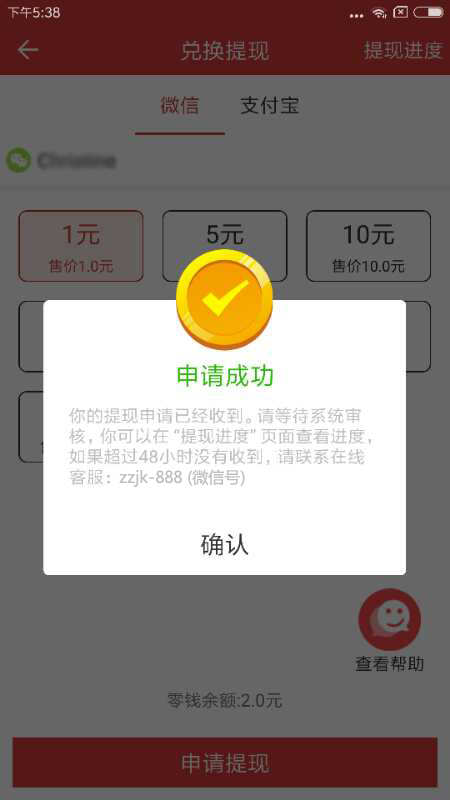 下午5:38
兑换提现
提现进度
微信
支付宝
1元
5元
10元
售价1.0元
售价10.0元
申请成功
你的提现申请已经收到。请等待系统审
核，你可以在“提现进度”页面查看进度，
如果超过48小时没有收到，请联系在线
客服：zzjk-888 (微信号)
确认
查看帮助
零钱余额:2.0元
申请提现